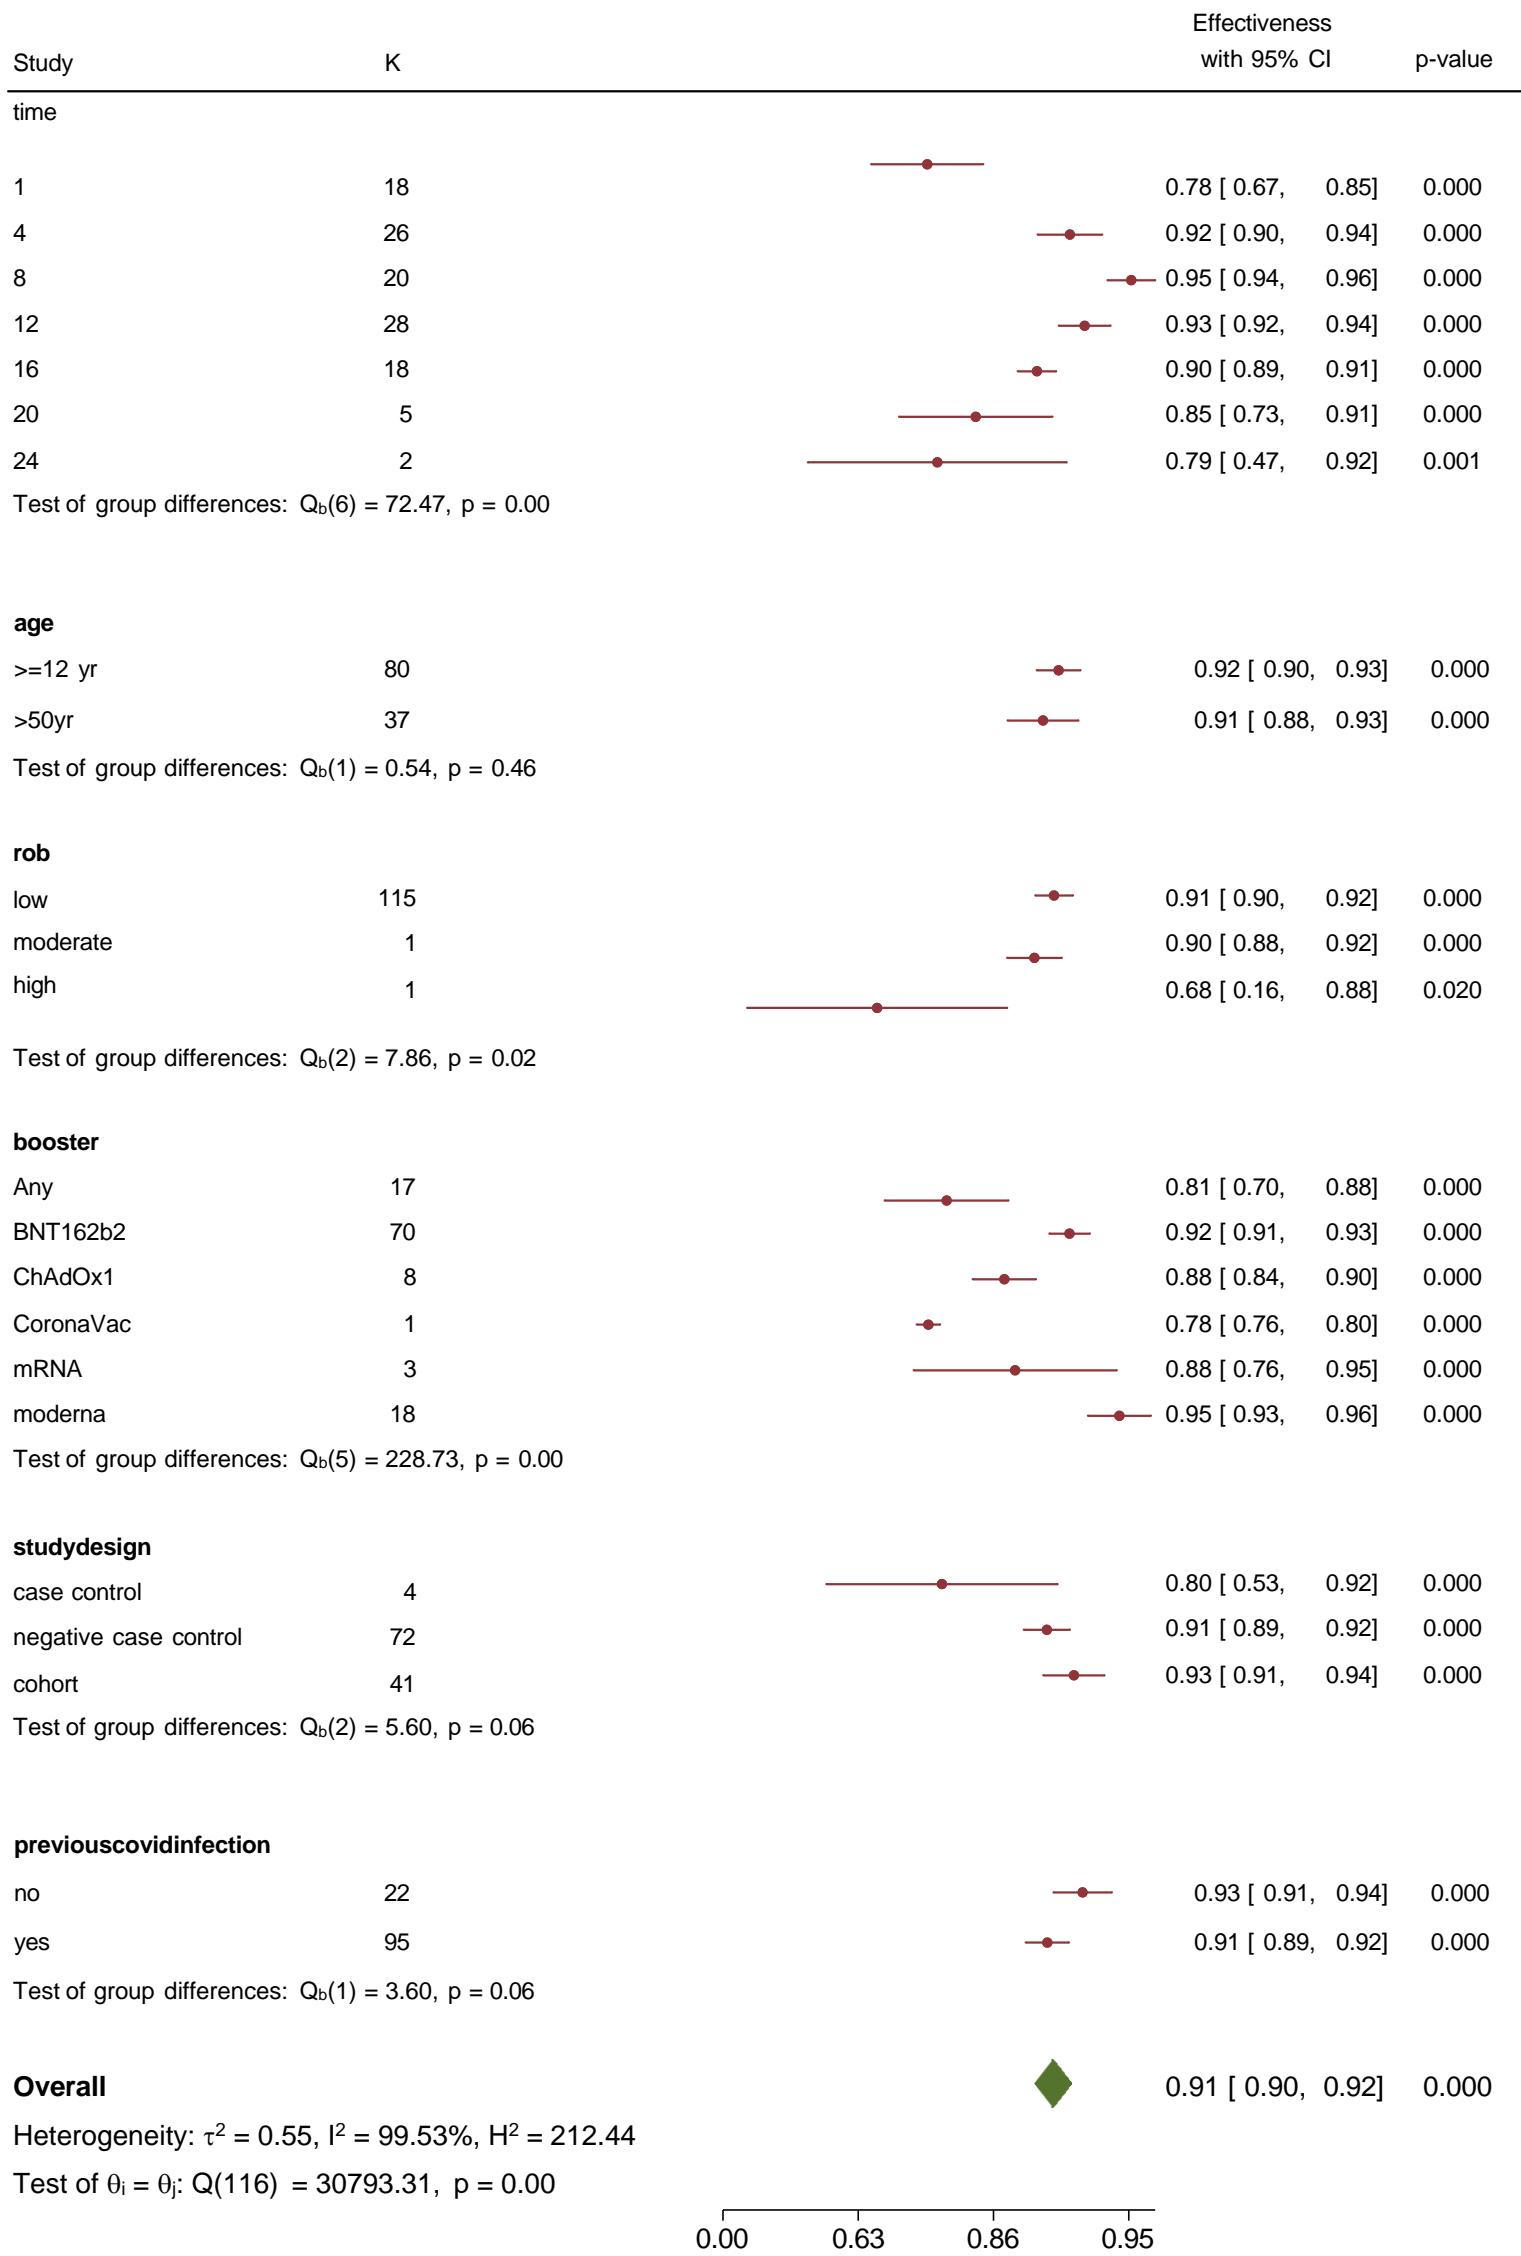 Effectiveness
Study K with 95% CI p-value
time
1 18 0.78 [ 0.67, 0.85] 0.000
4 26 0.92 [ 0.90, 0.94] 0.000
8 20 0.95 [ 0.94, 0.96] 0.000
12 28 0.93 [ 0.92, 0.94] 0.000
16 18 0.90 [ 0.89, 0.91] 0.000
20 5 0.85 [ 0.73, 0.91] 0.000
24 2 0.79 [ 0.47, 0.92] 0.001
Test of group differences: Qb(6) = 72.47, p = 0.00
age
>=12 yr 80 0.92 [ 0.90, 0.93] 0.000
>50yr 37 0.91 [ 0.88, 0.93] 0.000
Test of group differences: Qb(1) = 0.54, p = 0.46
rob
low 115 0.91 [ 0.90, 0.92] 0.000
moderate 1 0.90 [ 0.88, 0.92] 0.000
high 1 0.68 [ 0.16, 0.88] 0.020
Test of group differences: Qb(2) = 7.86, p = 0.02
booster
Any 17 0.81 [ 0.70, 0.88] 0.000
BNT162b2 70 0.92 [ 0.91, 0.93] 0.000
ChAdOx1 8 0.88 [ 0.84, 0.90] 0.000
CoronaVac 1 0.78 [ 0.76, 0.80] 0.000
mRNA 3 0.88 [ 0.76, 0.95] 0.000
moderna 18 0.95 [ 0.93, 0.96] 0.000
Test of group differences: Qb(5) = 228.73, p = 0.00
studydesign
case control 4 0.80 [ 0.53, 0.92] 0.000
negative case control 72 0.91 [ 0.89, 0.92] 0.000
cohort 41 0.93 [ 0.91, 0.94] 0.000
Test of group differences: Qb(2) = 5.60, p = 0.06
previouscovidinfection
no 22 0.93 [ 0.91, 0.94] 0.000
yes 95 0.91 [ 0.89, 0.92] 0.000
Test of group differences: Qb(1) = 3.60, p = 0.06
Overall 0.91 [ 0.90, 0.92] 0.000
Heterogeneity: τ² = 0.55, I² = 99.53%, H² = 212.44
Test of θi = θj: Q(116) = 30793.31, p = 0.00
0.00 0.63 0.86 0.95